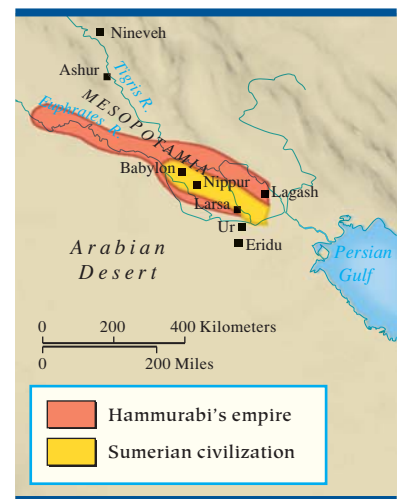 Nineveh
Ashur
Tigris R.
Euphrates R.
MESOPOTAMIA
Babylon
Nippur
Lagash
Larsa
Ur
Eridu
Arabian
Desert
Persian
Gulf
0 200 400 Kilometers
0 200 Miles
Hammurabi's empire
Sumerian civilization